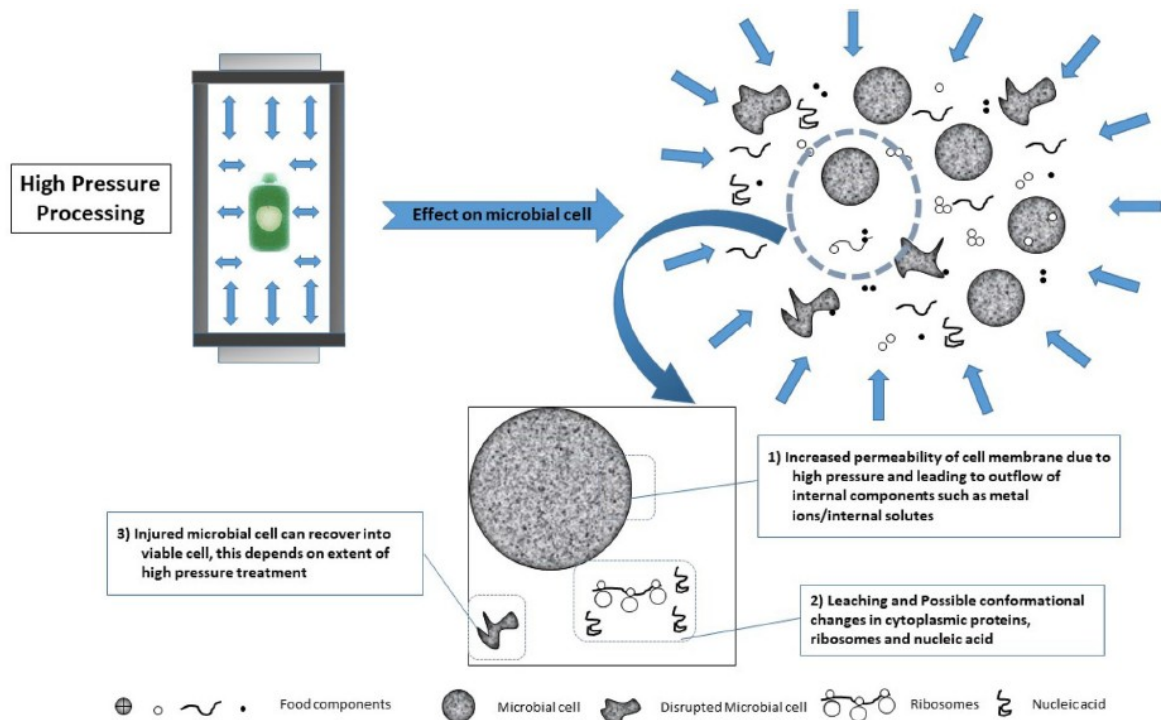 High Pressure
Processing
Effect on microbial cell
1) Increased permeability of cell membrane due to
high pressure and leading to outflow of
internal components such as metal
ions/internal solutes
3) Injured microbial cell can recover into
viable cell, this depends on extent of
high pressure treatment
2) Leaching and Possible conformational
changes in cytoplasmic proteins,
ribosomes and nucleic acid
Food components
Microbial cell
Disrupted Microbial cell
Ribosomes
Nucleic acid